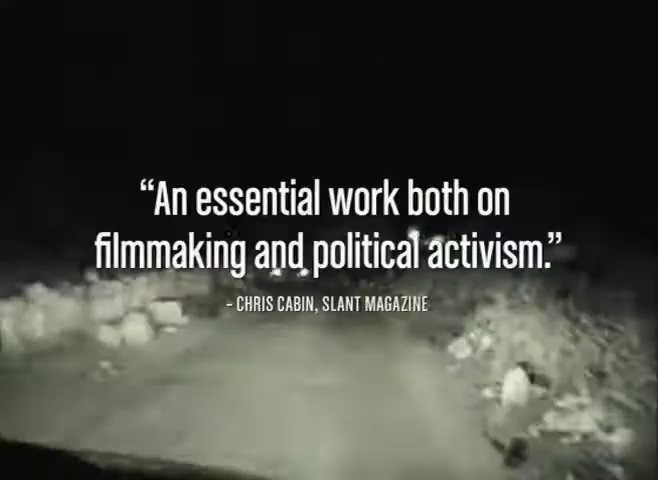 “An essential work both on
filmmaking and political activism.”
– CHRIS CABIN, SLANT MAGAZINE